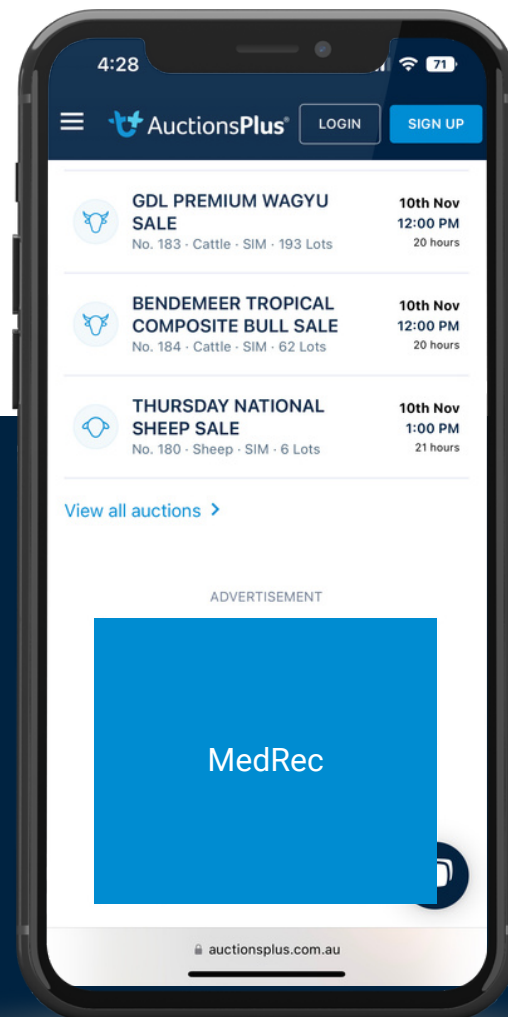 4:28
71
AuctionsPlus®
LOGIN
SIGN UP
GDL PREMIUM WAGYU
SALE
No. 183 · Cattle · SIM · 193 Lots
10th Nov
12:00 PM
20 hours
BENDEMEER TROPICAL
COMPOSITE BULL SALE
No. 184 · Cattle · SIM · 62 Lots
10th Nov
12:00 PM
20 hours
THURSDAY NATIONAL
SHEEP SALE
No. 180 · Sheep · SIM · 6 Lots
10th Nov
1:00 PM
21 hours
View all auctions
ADVERTISEMENT
MedRec
auctionsplus.com.au